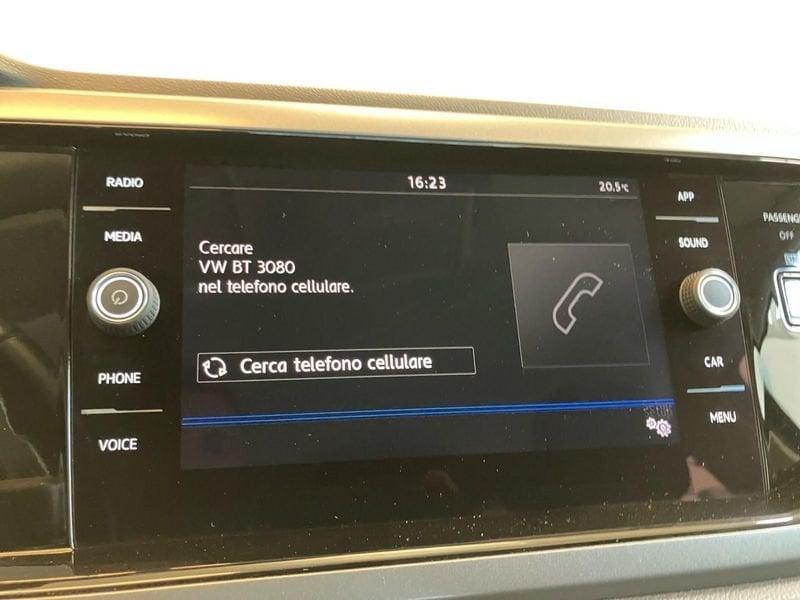 RADIO
MEDIA
PHONE
VOICE
16:23
20.5°C
Cercare
VW BT 3080
nel telefono cellulare.
Cerca telefono cellulare
APP
SOUND
CAR
MENU
PASSENG
OFF